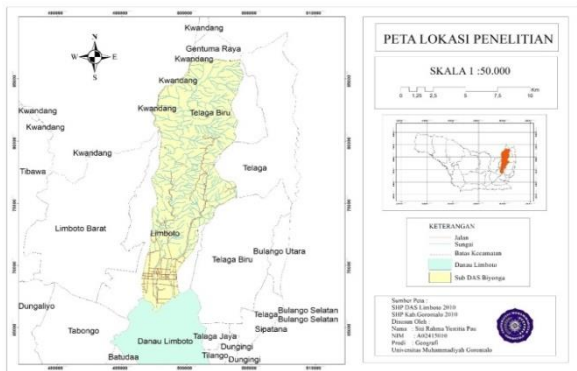 Kwandang
Gentuma Raya
Kwandang
N
W E
S
Kwandang
Kwandang
Kwandang
Telaga Biru
Kwandang
Kwandang
Tibawa
Telaga
Limboto Barat
Limboto
Bulango Utara
Telaga Biru
Dungaliyo
Tabongo
Telaga
Bulango Selatan
Bulango Selatan
Sipatana
Danau Limboto
Talaga Jaya
Dungingi
Batudaa
Tilango
Dungingi
PETA LOKASI PENELITIAN
SKALA 1 :50.000
Km
0 1,25 2,5 5 7,5 10
KETERANGAN
Jalan
Sungai
Batas Kecamatan
Danau Limboto
Sub DAS Biyonga
Sumber Peta :
SHP DAS Limboto 2010
SHP Kab Gorontalo 2010
Disusun Oleh :
Nama : Siti Rahma Yusnita Pau
NIM :
Prodi : Geografi
Universitas Muhammadiyah Gorontalo